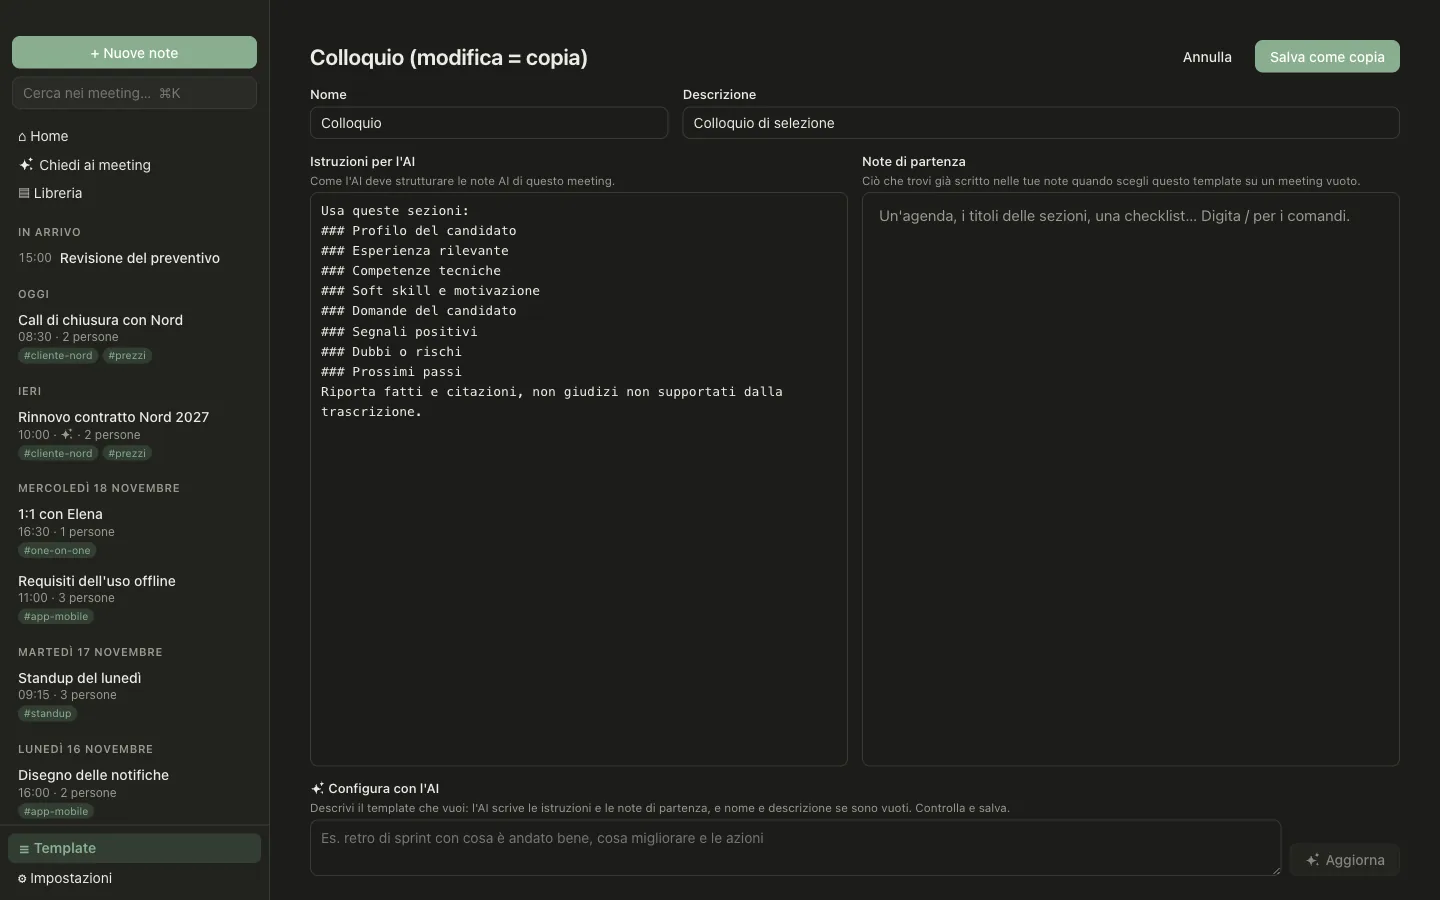 + Nuove note
Cerca nei meeting... ⌘K
Home
Chiedi ai meeting
Libreria
IN ARRIVO
15:00 Revisione del preventivo
OGGI
Call di chiusura con Nord
08:30 · 2 persone
#cliente-nord #prezzi
IERI
Rinnovo contratto Nord 2027
10:00 · · 2 persone
#cliente-nord #prezzi
MERCOLEDÌ 18 NOVEMBRE
1:1 con Elena
16:30 · 1 persone
#one-on-one
Requisiti dell'uso offline
11:00 · 3 persone
#app-mobile
MARTEDÌ 17 NOVEMBRE
Standup del lunedì
09:15 · 3 persone
#standup
LUNEDÌ 16 NOVEMBRE
Disegno delle notifiche
16:00 · 2 persone
#app-mobile
Template
Impostazioni
Colloquio (modifica = copia)
Annulla
Salva come copia
Nome
Colloquio
Descrizione
Colloquio di selezione
Istruzioni per l'AI
Come l'AI deve strutturare le note AI di questo meeting.
Usa queste sezioni:
### Profilo del candidato
### Esperienza rilevante
### Competenze tecniche
### Soft skill e motivazione
### Domande del candidato
### Segnali positivi
### Dubbi o rischi
### Prossimi passi
Riporta fatti e citazioni, non giudizi non supportati dalla
trascrizione.
Note di partenza
Ciò che trovi già scritto nelle tue note quando scegli questo template su un meeting vuoto.
Un'agenda, i titoli delle sezioni, una checklist... Digita / per i comandi.
Configura con l'AI
Descrivi il template che vuoi: l'AI scrive le istruzioni e le note di partenza, e nome e descrizione se sono vuoti. Controlla e salva.
Es. retro di sprint con cosa è andato bene, cosa migliorare e le azioni
Aggiorna